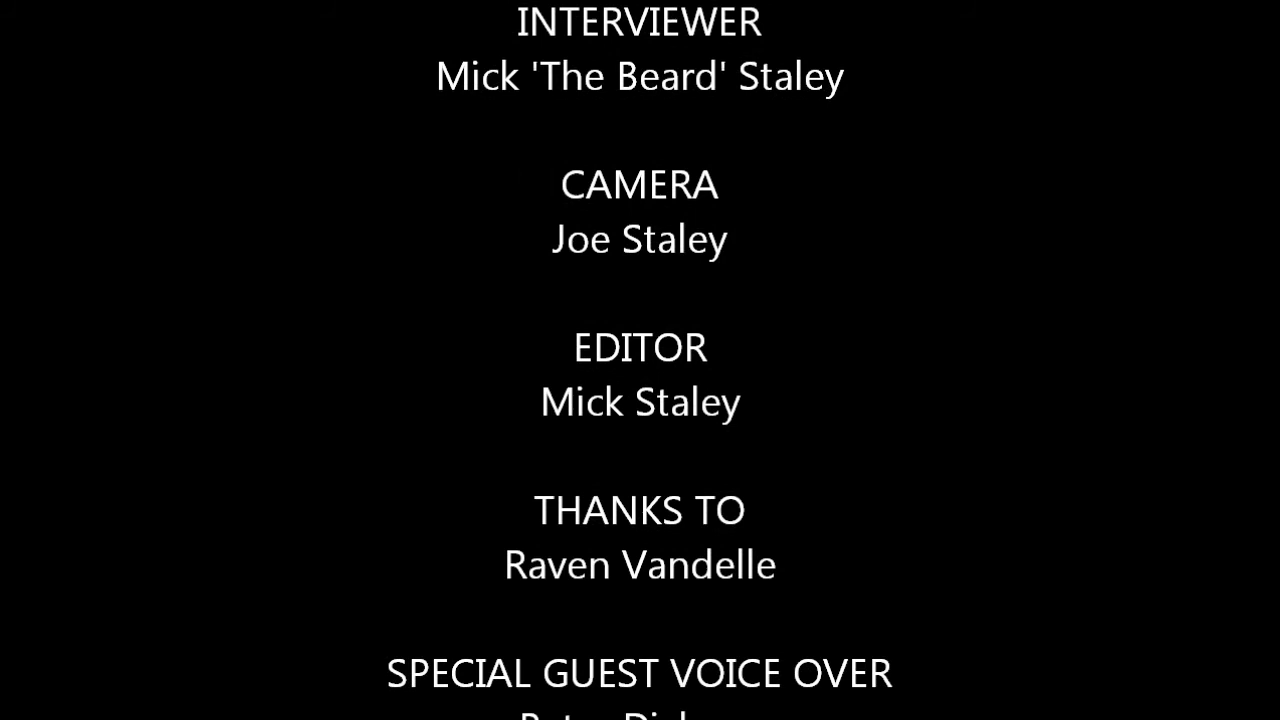 INTERVIEWER
Mick 'The Beard' Staley
CAMERA
Joe Staley
EDITOR
Mick Staley
THANKS TO
Raven Vandelle
SPECIAL GUEST VOICE OVER